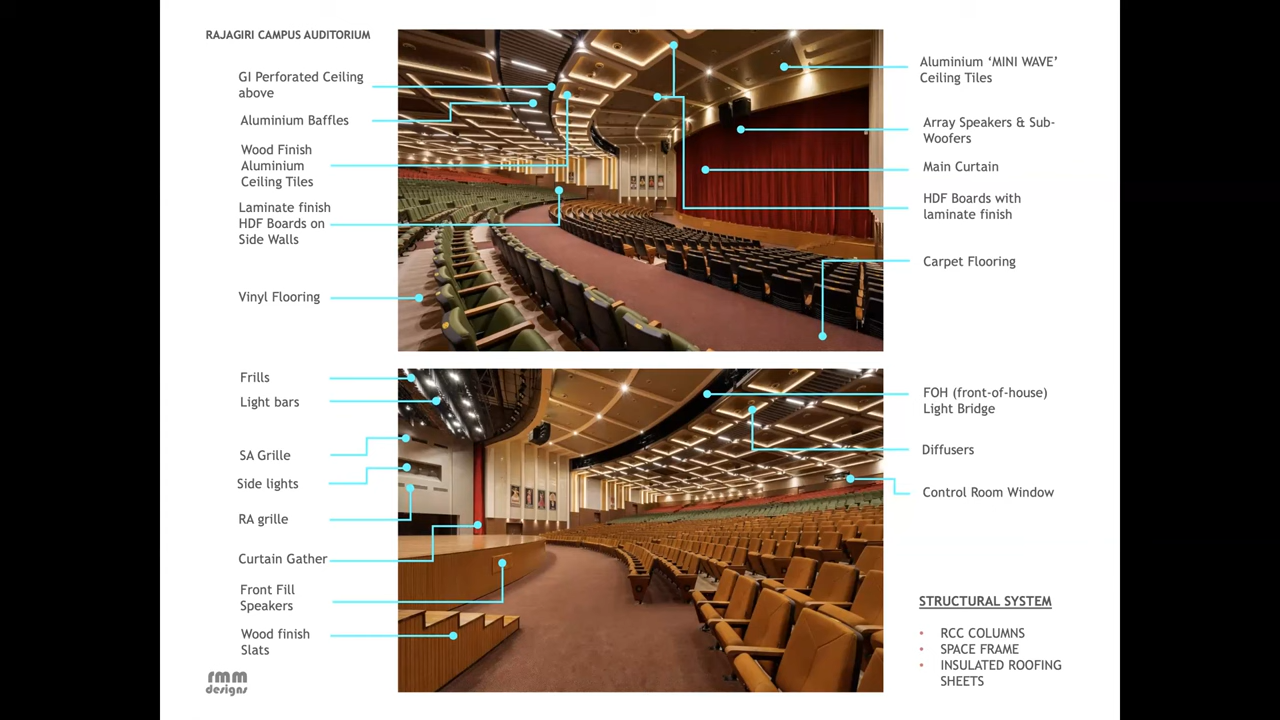 RAJAGIRI CAMPUS AUDITORIUM
GI Perforated Ceiling
above
Aluminium Baffles
Wood Finish
Aluminium
Ceiling Tiles
Laminate finish
HDF Boards on
Side Walls
Vinyl Flooring
Aluminium ‘MINI WAVE’
Ceiling Tiles
Array Speakers & Sub-
Woofers
Main Curtain
HDF Boards with
laminate finish
Carpet Flooring
Frills
Light bars
SA Grille
Side lights
RA grille
Curtain Gather
Front Fill
Speakers
Wood finish
Slats
FOH (front-of-house)
Light Bridge
Diffusers
Control Room Window
STRUCTURAL SYSTEM
• RCC COLUMNS
• SPACE FRAME
• INSULATED ROOFING
SHEETS
rmm
designs